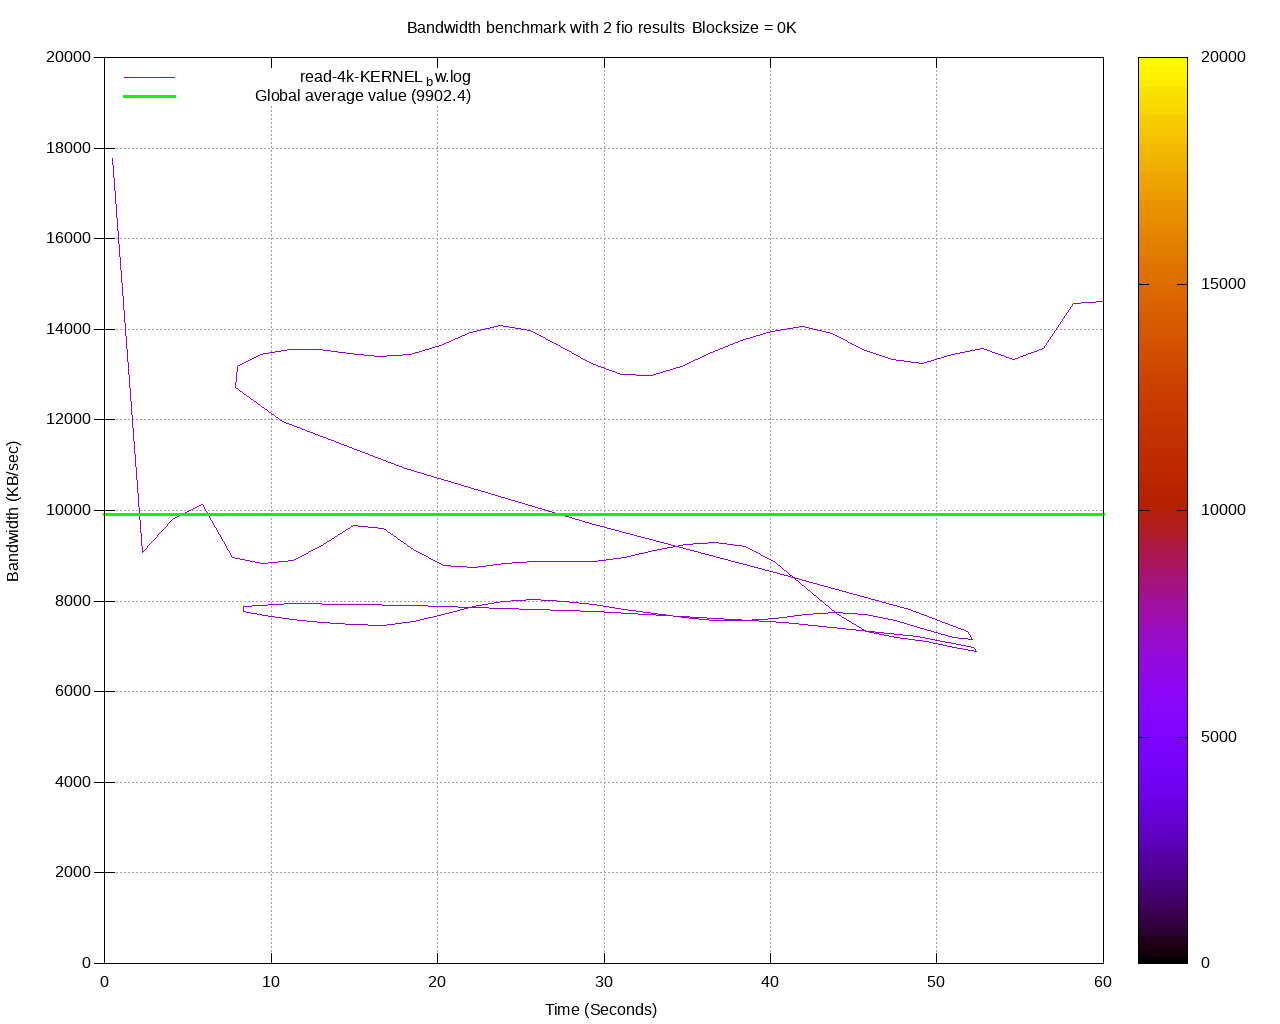 Bandwidth benchmark with 2 fio results Blocksize = 0K
read-4k-KERNEL_bw.log
Global average value (9902.4)
20000
18000
16000
14000
12000
10000
8000
6000
4000
2000
0
Bandwidth (KB/sec)
0 10 20 30 40 50 60
Time (Seconds)
20000
15000
10000
5000
0